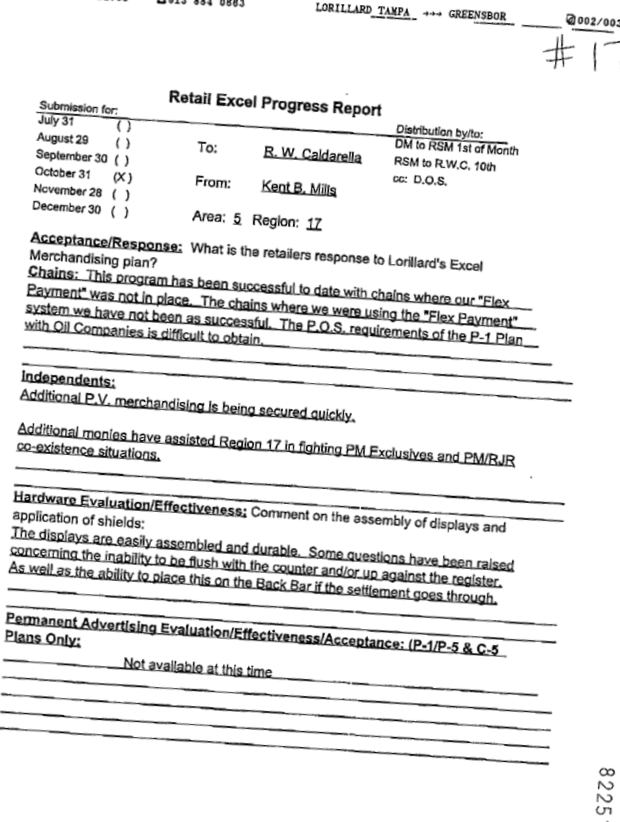 813 884 0863
LORILLARD TAMPA →→→ GREENSBOR 002/003
# 17
Retail Excel Progress Report
Submission for:
July 31 ( )
August 29 ( )
September 30 ( )
October 31 (X)
November 28 ( )
December 30 ( )
To: R. W. Caldarella
From: Kent B. Mills
Area: 5 Region: 17
Distribution by/to:
DM to RSM 1st of Month
RSM to R.W.C. 10th
cc: D.O.S.
Acceptance/Response: What is the retailers response to Lorillard's Excel
Merchandising plan?
Chains: This program has been successful to date with chains where our "Flex
Payment" was not in place. The chains where we were using the "Flex Payment"
system we have not been as successful. The P.O.S. requirements of the P-1 Plan
with Oil Companies is difficult to obtain.
Independents:
Additional P.V. merchandising is being secured quickly.
Additional monies have assisted Region 17 in fighting PM Exclusives and PM/RJR
co-existence situations.
Hardware Evaluation/Effectiveness: Comment on the assembly of displays and
application of shields:
The displays are easily assembled and durable. Some questions have been raised
concerning the inability to be flush with the counter and/or up against the register.
As well as the ability to place this on the Back Bar if the settlement goes through.
Permanent Advertising Evaluation/Effectiveness/Acceptance: (P-1/P-5 & C-5
Plans Only:
Not available at this time
8225